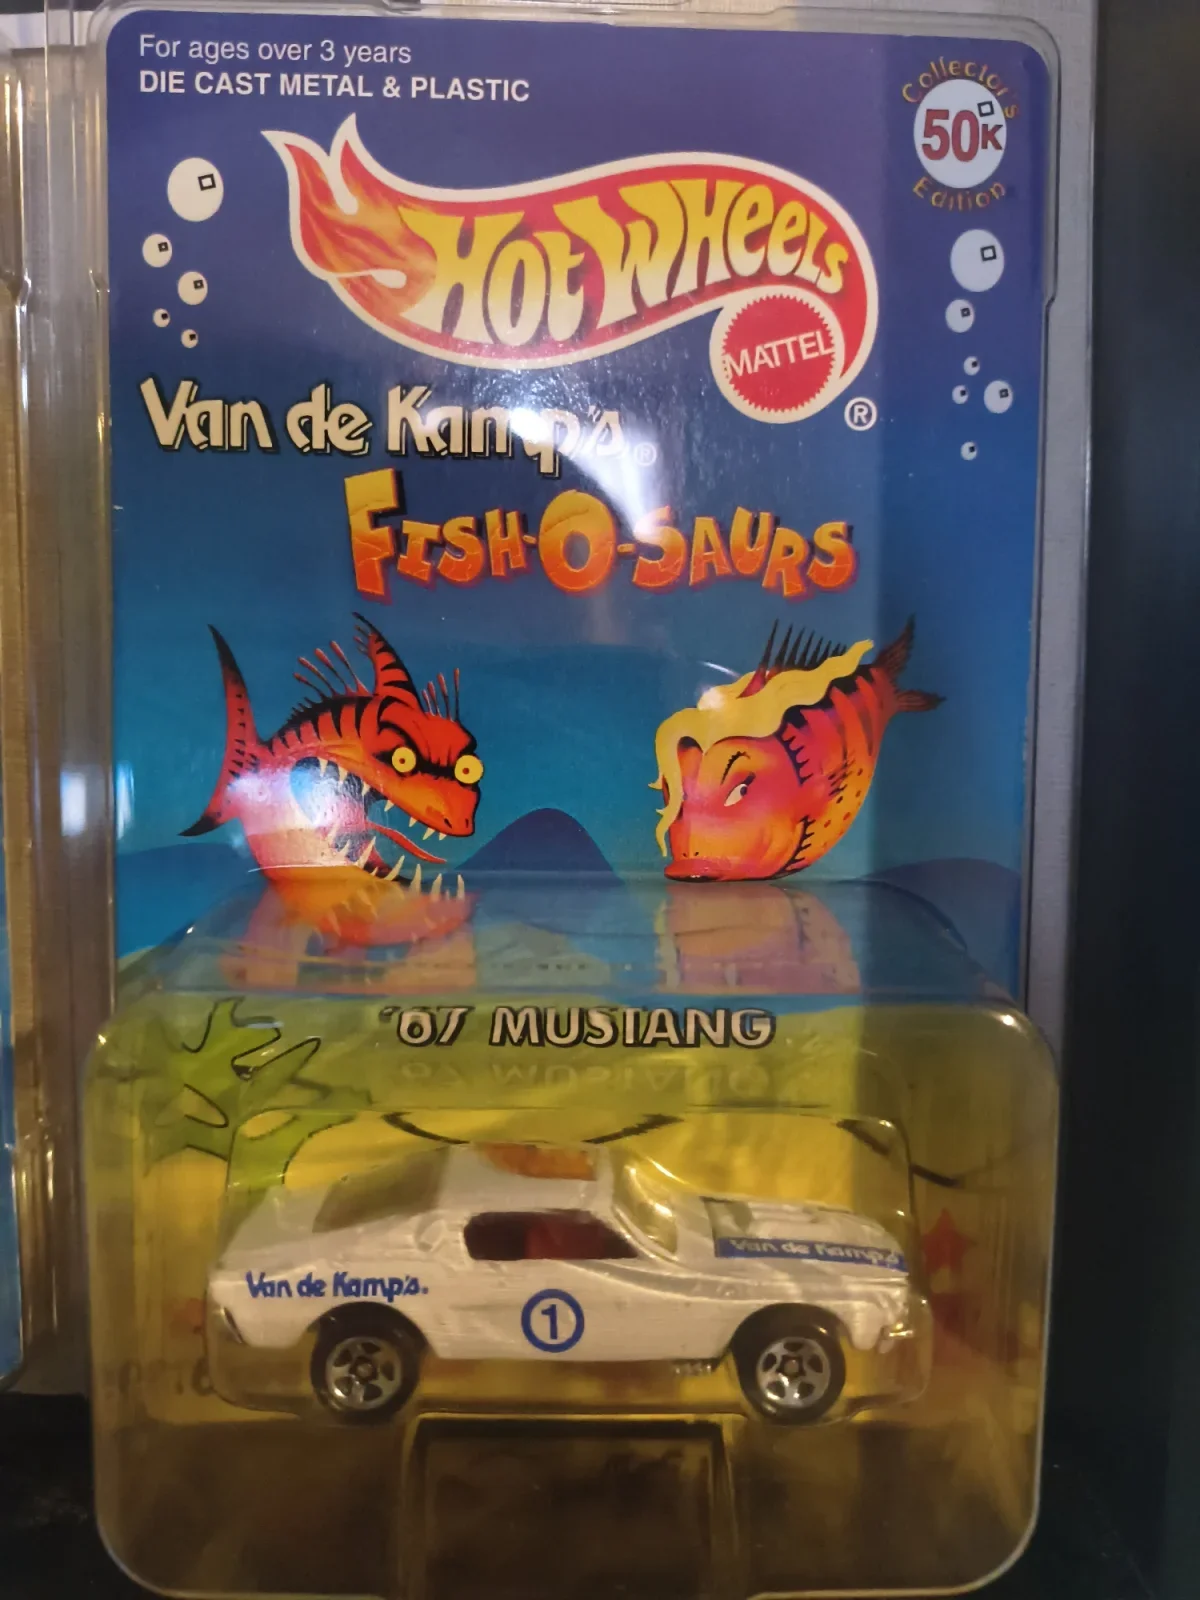 For ages over 3 years
DIE CAST METAL & PLASTIC
Collector's
50K
Edition
HOT WHEELS
MATTEL
®
Van de Kamp's®
FISH-O-SAURS
'67 MUSTANG
Van de Kamp's
Van de Kamp's®
1